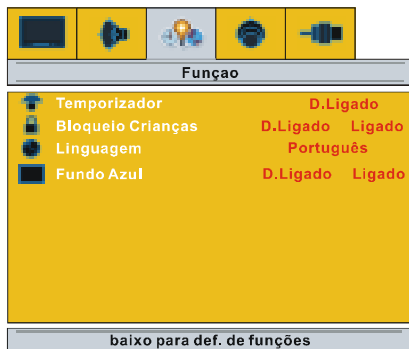 Funçao
Temporizador D.Ligado
Bloqueio Crianças D.Ligado Ligado
Linguagem Português
Fundo Azul D.Ligado Ligado
baixo para def. de funções